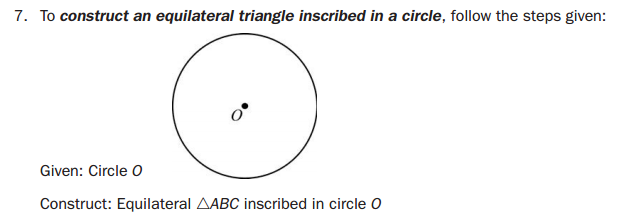 7. To construct an equilateral triangle inscribed in a circle, follow the steps given:
O
Given: Circle O
Construct: Equilateral △ABC inscribed in circle O